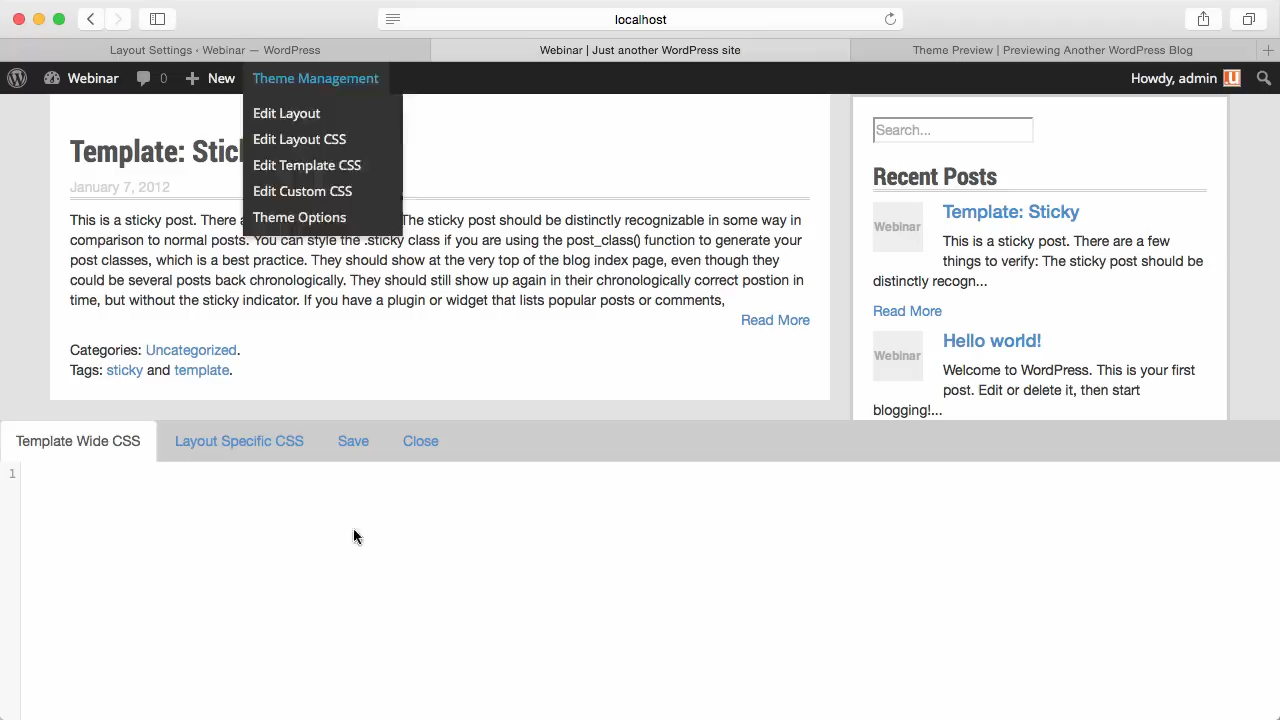 localhost
Layout Settings ‹ Webinar — WordPress
Webinar | Just another WordPress site
Theme Preview | Previewing Another WordPress Blog
Webinar 0 New Theme Management Howdy, admin
Edit Layout
Edit Layout CSS
Edit Template CSS
Edit Custom CSS
Theme Options
Template: Stic
January 7, 2012
This is a sticky post. There a The sticky post should be distinctly recognizable in some way in
comparison to normal posts. You can style the .sticky class if you are using the post_class() function to generate your
post classes, which is a best practice. They should show at the very top of the blog index page, even though they
could be several posts back chronologically. They should still show up again in their chronologically correct postion in
time, but without the sticky indicator. If you have a plugin or widget that lists popular posts or comments,
Read More
Categories: Uncategorized.
Tags: sticky and template.
Search...
Recent Posts
Webinar
Template: Sticky
This is a sticky post. There are a few
things to verify: The sticky post should be
distinctly recogn...
Read More
Webinar
Hello world!
Welcome to WordPress. This is your first
post. Edit or delete it, then start
blogging!...
Template Wide CSS Layout Specific CSS Save Close
1